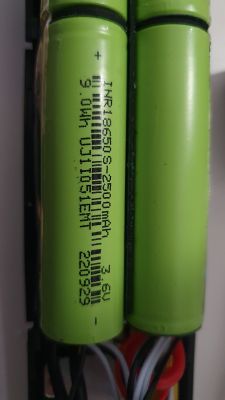 + INR18650S-2500mAh 3.6V -
9.0Wh UJ11051EMT 220929